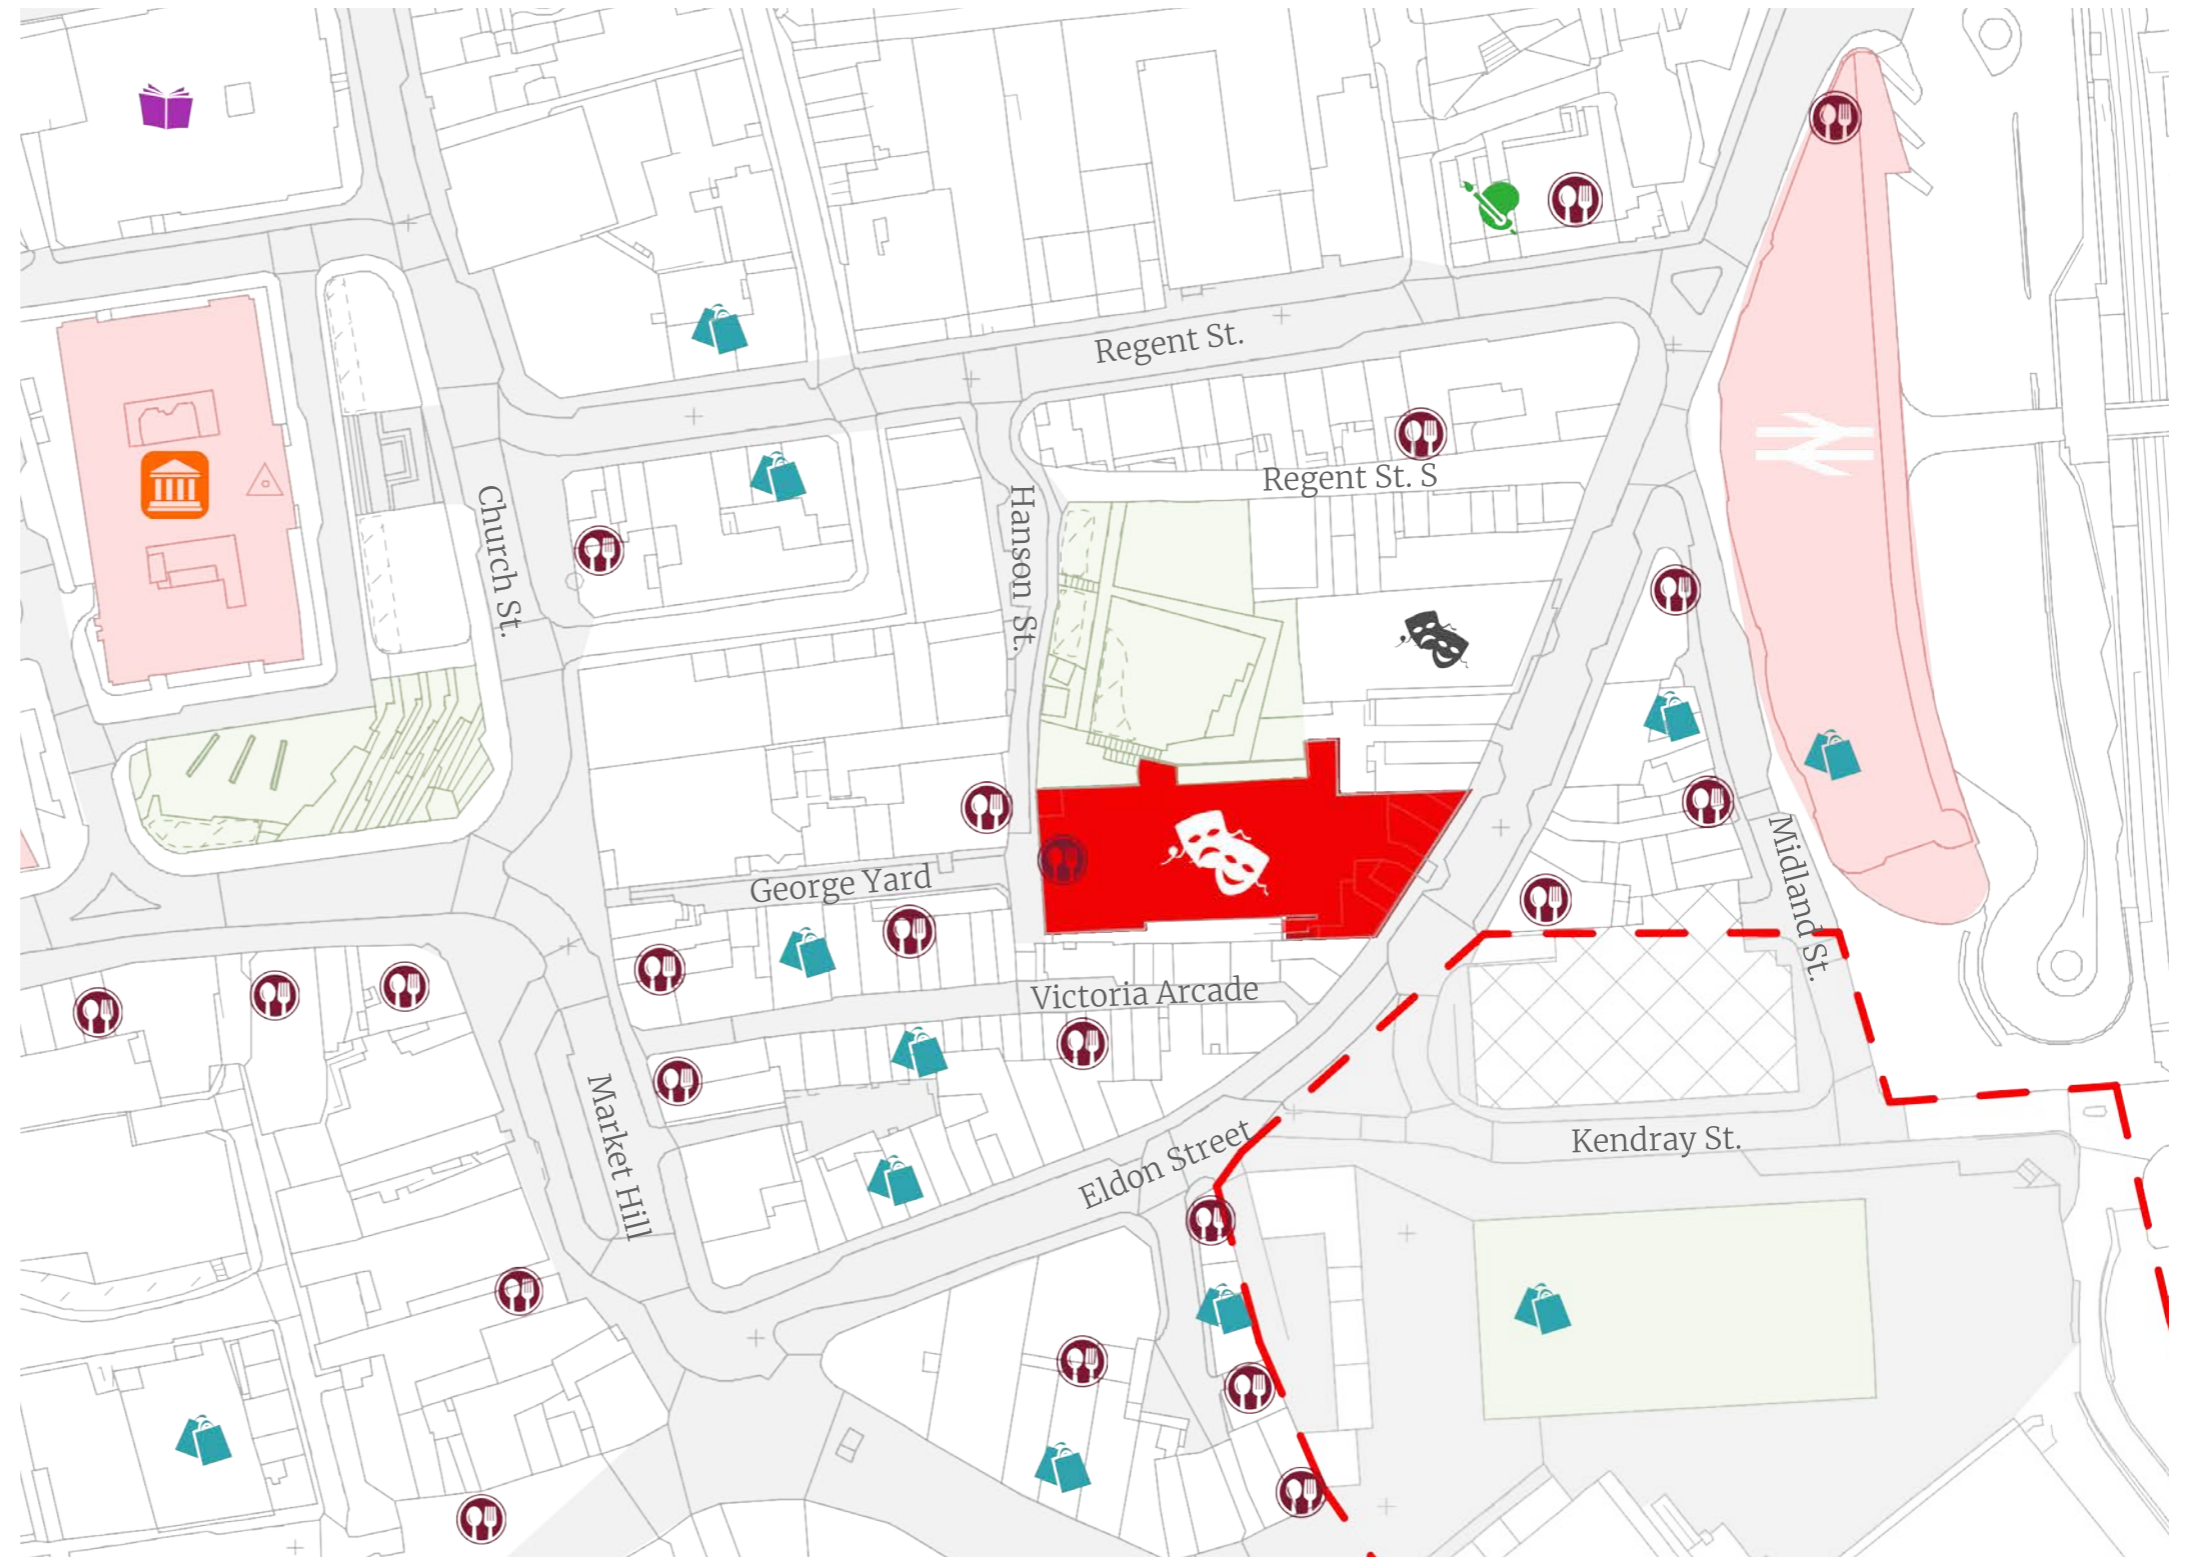 Regent St.
Regent St. S
Church St.
Hanson St.
George Yard
Midland St.
Victoria Arcade
Market Hill
Eldon Street
Kendray St.